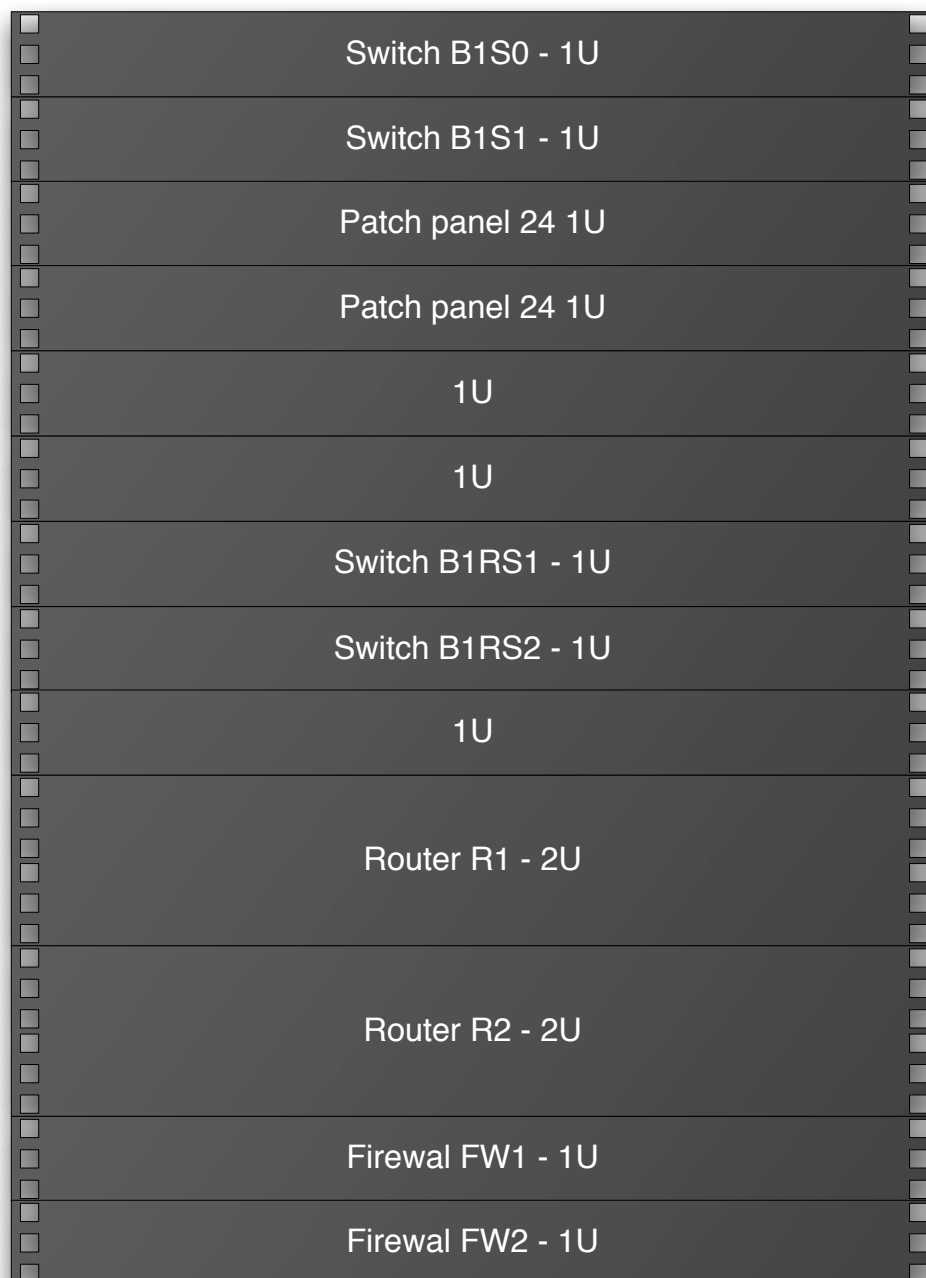 Switch B1S0 - 1U
Switch B1S1 - 1U
Patch panel 24 1U
Patch panel 24 1U
1U
1U
Switch B1RS1 - 1U
Switch B1RS2 - 1U
1U
Router R1 - 2U
Router R2 - 2U
Firewal FW1 - 1U
Firewal FW2 - 1U